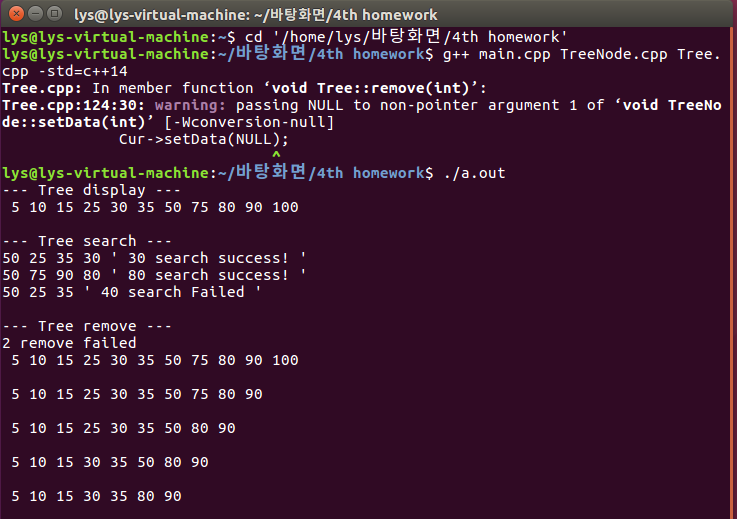 lys@lys-virtual-machine: ~/바탕화면/4th homework
lys@lys-virtual-machine:~$ cd '/home/lys/바탕화면/4th homework'
lys@lys-virtual-machine:~/바탕화면/4th homework$ g++ main.cpp TreeNode.cpp Tree.
cpp -std=c++14
Tree.cpp: In member function ‘void Tree::remove(int)’:
Tree.cpp:124:30: warning: passing NULL to non-pointer argument 1 of ‘void TreeNo
de::setData(int)’ [-Wconversion-null]
             Cur->setData(NULL);
                              ^
lys@lys-virtual-machine:~/바탕화면/4th homework$ ./a.out
--- Tree display ---
 5 10 15 25 30 35 50 75 80 90 100
--- Tree search ---
50 25 35 30 ' 30 search success! '
50 75 90 80 ' 80 search success! '
50 25 35 ' 40 search Failed '
--- Tree remove ---
2 remove failed
 5 10 15 25 30 35 50 75 80 90 100
 5 10 15 25 30 35 50 75 80 90
 5 10 15 25 30 35 50 80 90
 5 10 15 30 35 50 80 90
 5 10 15 30 35 80 90